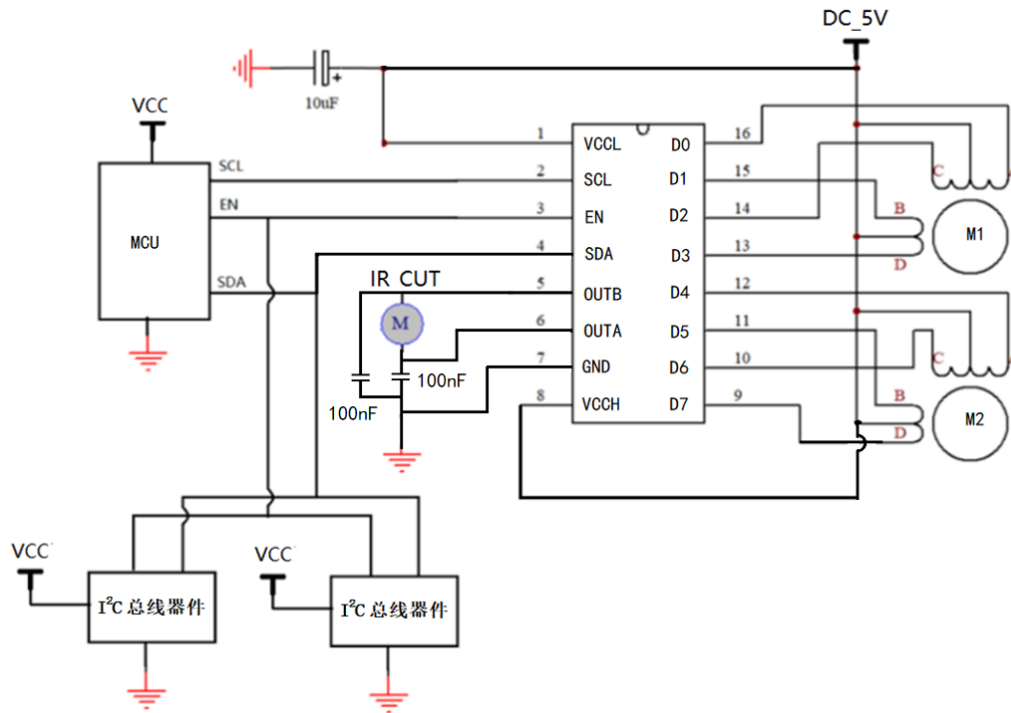 DC_5V
10uF
VCC
MCU
SCL
EN
SDA
1
2
3
4
5
6
7
8
VCCL
SCL
EN
SDA
OUTB
OUTA
GND
VCCH
D0
D1
D2
D3
D4
D5
D6
D7
16
15
14
13
12
11
10
9
C
A
B
D
M1
C
A
B
D
M2
IR CUT
M
100nF
100nF
VCC
I²C 总线器件
VCC
I²C 总线器件